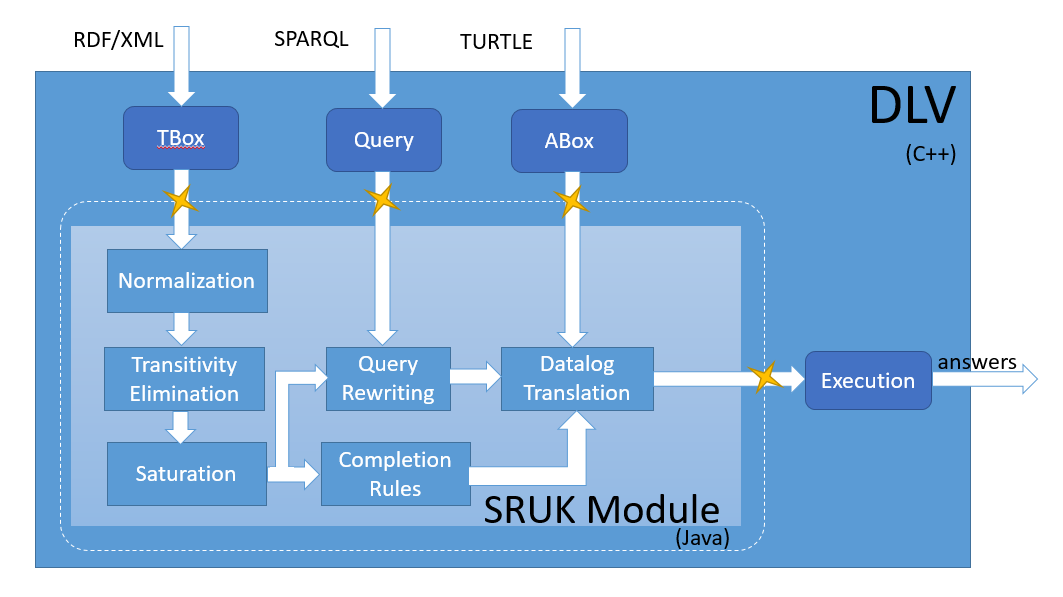 RDF/XML
SPARQL
TURTLE
DLV
(C++)
TBox
Query
ABox
Normalization
Transitivity
Elimination
Query
Rewriting
Datalog
Translation
Execution
answers
Saturation
Completion
Rules
SRUK Module
(Java)